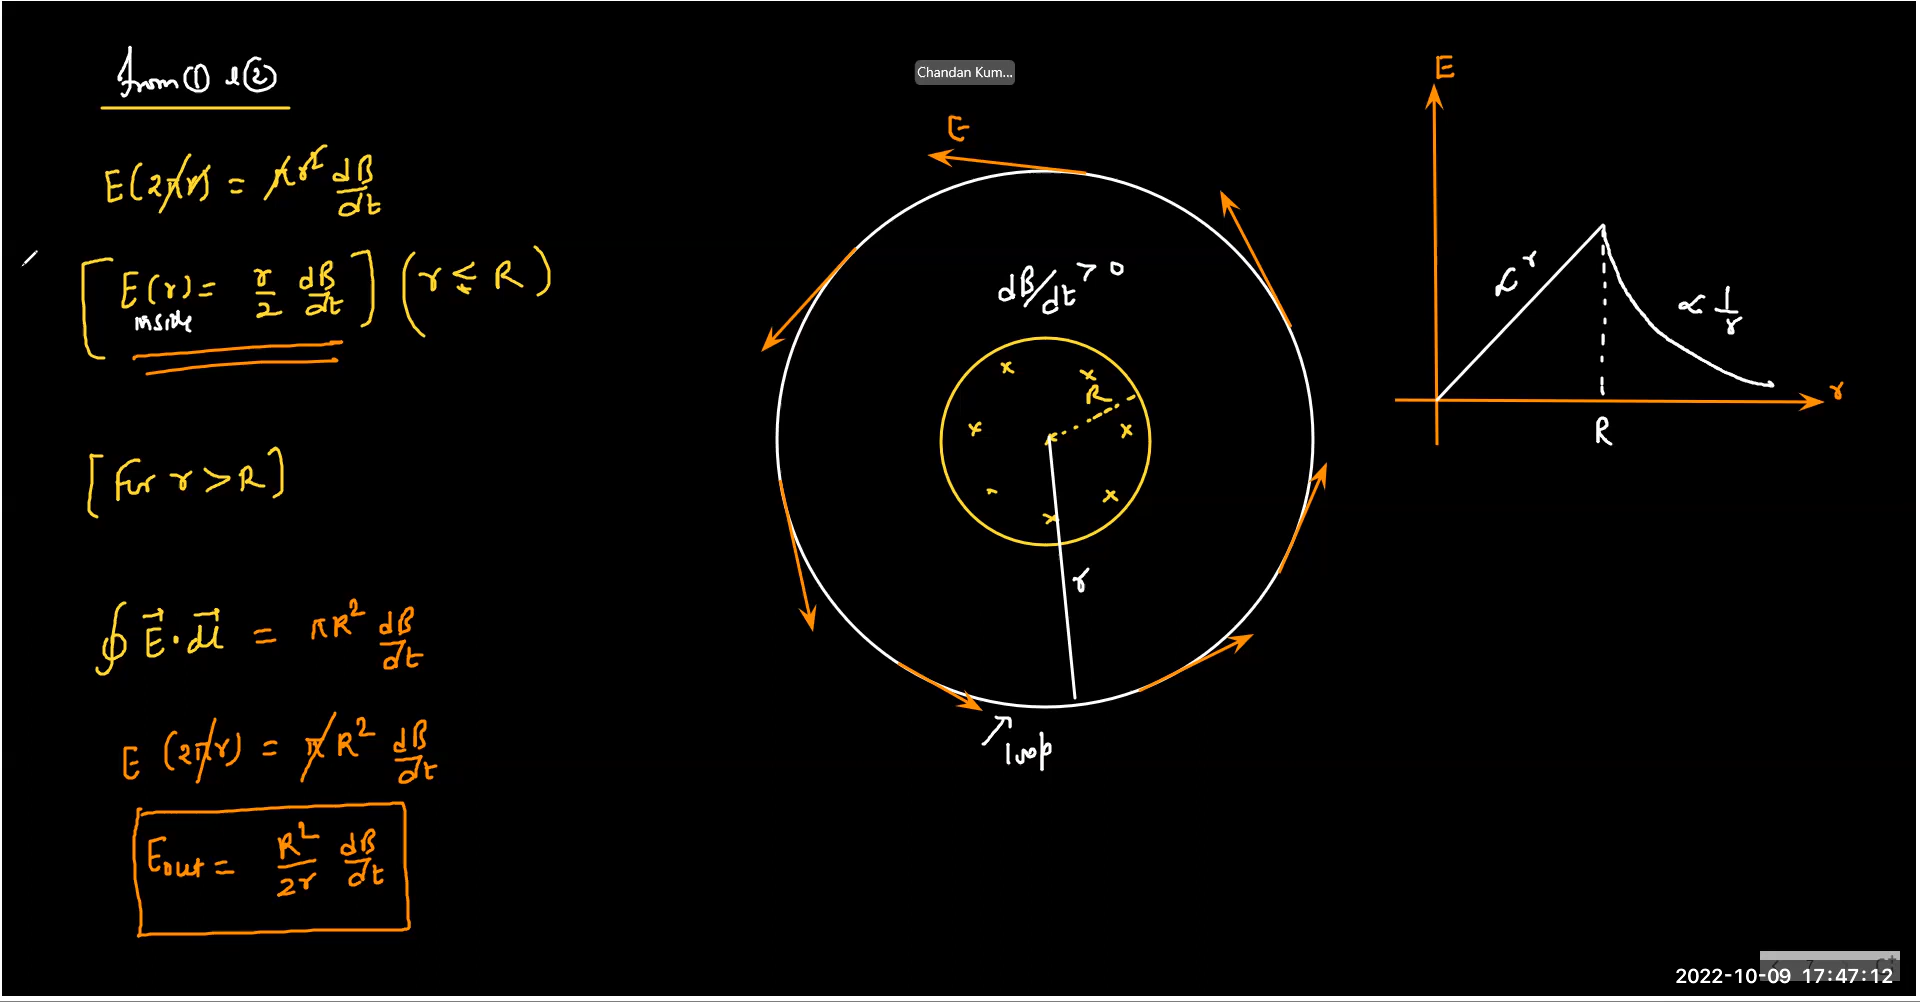 from ① & ②
E(2πr) = πr² dB/dt
[E(r) = r/2 dB/dt] (r ≤ R)
inside
[For r > R]
∮ E⃗ · dl⃗ = πR² dB/dt
E (2πr) = πR² dB/dt
Eout = R²/2r dB/dt
Chandan Kum...
E
dB/dt > 0
R
r
loop
E
∝ r
∝ 1/r
r
R
2022-10-09 17:47:12